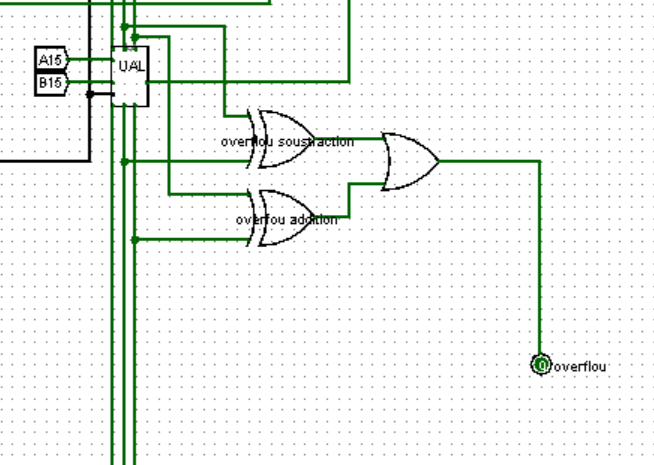 A15
UAL
B15
overflou soustraction
overfou addition
0
overflou